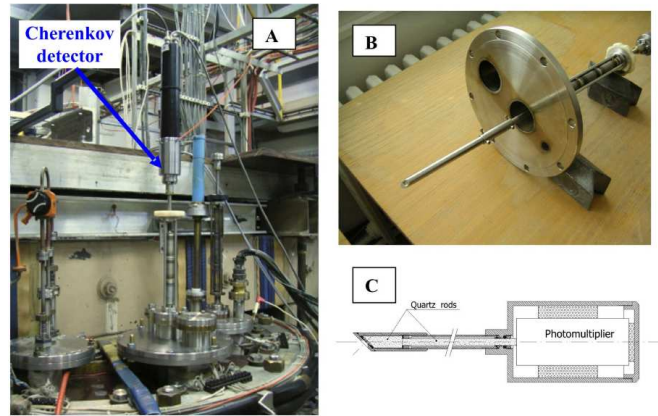 Cherenkov
detector
A
B
C
Quartz rods
Photomultiplier